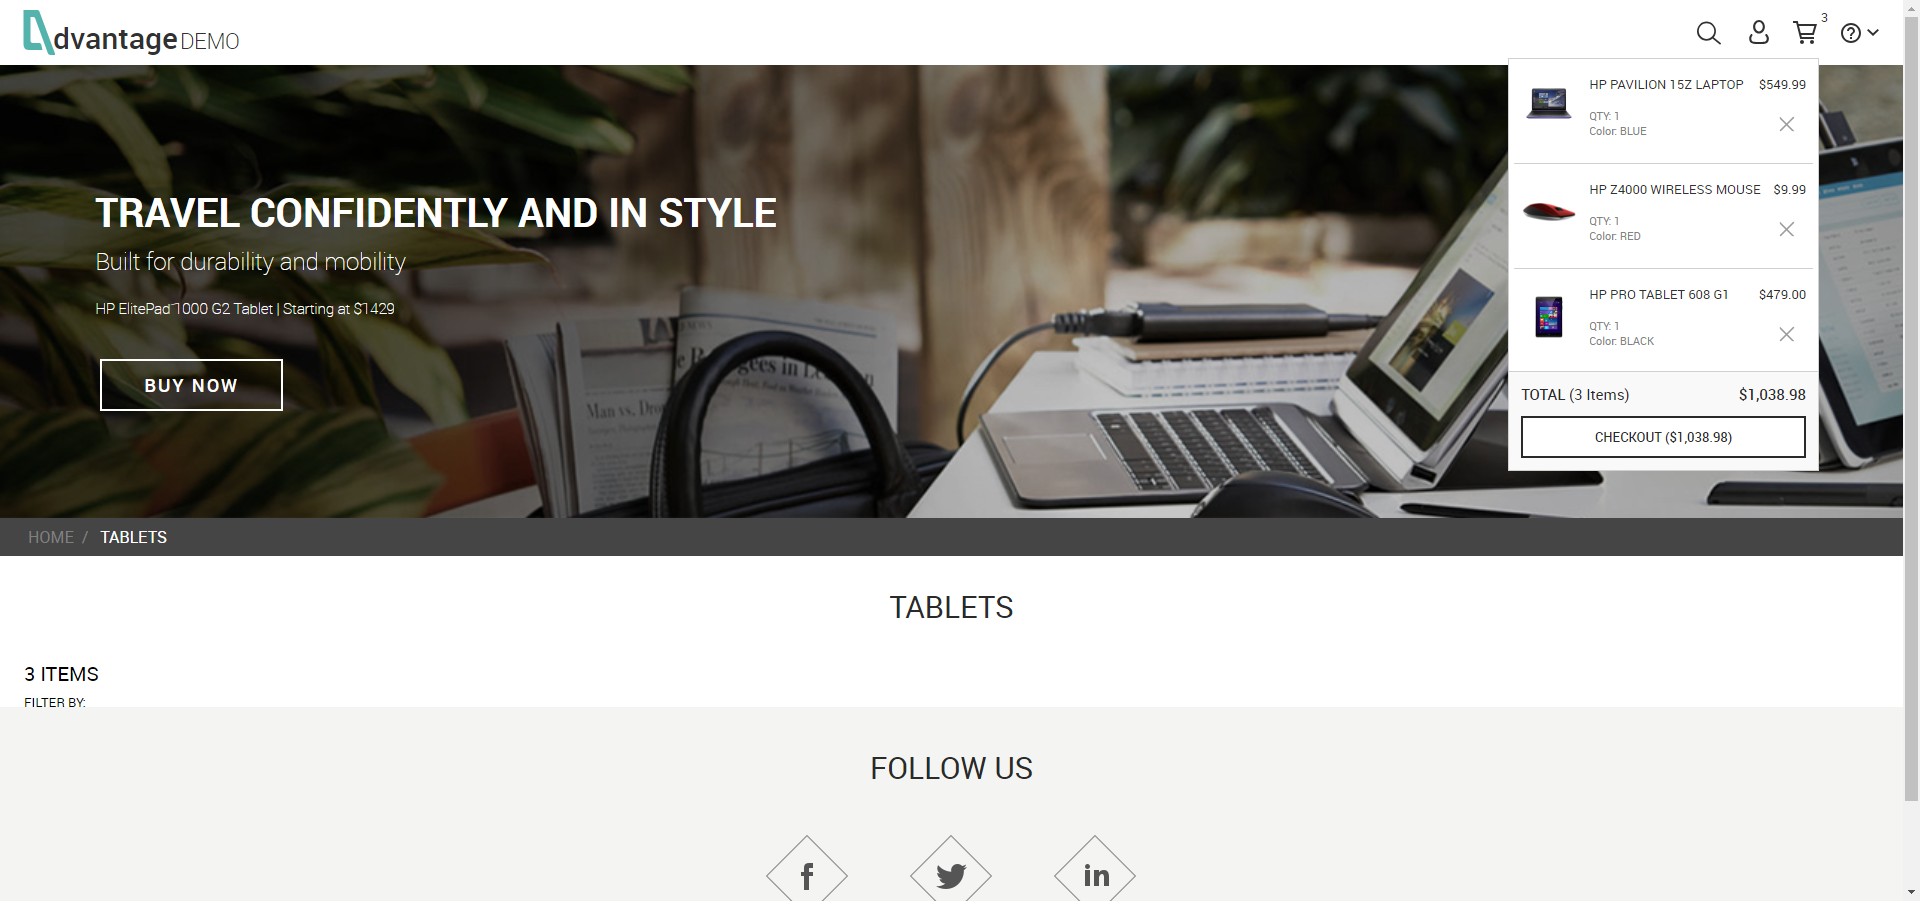 dvantage DEMO
3
HP PAVILION 15Z LAPTOP $549.99
QTY: 1
Color: BLUE
HP Z4000 WIRELESS MOUSE $9.99
QTY: 1
Color: RED
HP PRO TABLET 608 G1 $479.00
QTY: 1
Color: BLACK
TOTAL (3 Items) $1,038.98
CHECKOUT ($1,038.98)
TRAVEL CONFIDENTLY AND IN STYLE
Built for durability and mobility
HP ElitePad 1000 G2 Tablet | Starting at $1429
BUY NOW
Man vs.
HOME / TABLETS
TABLETS
3 ITEMS
FILTER BY:
FOLLOW US
f
in